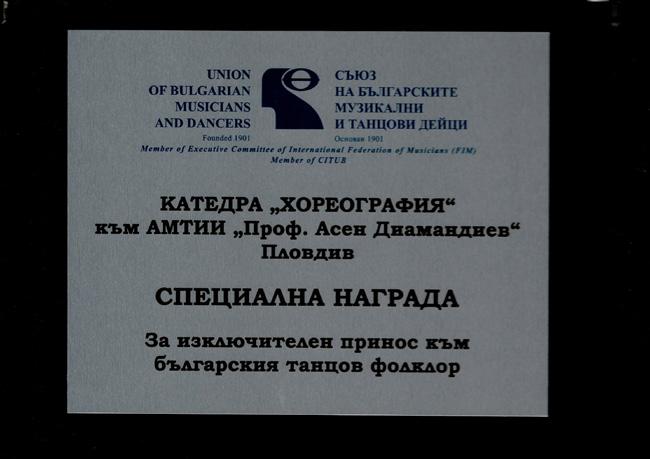 UNION
OF BULGARIAN
MUSICIANS
AND DANCERS
Founded 1901
СЪЮЗ
НА БЪЛГАРСКИТЕ
МУЗИКАЛНИ
И ТАНЦОВИ ДЕЙЦИ
Основан 1901
Member of Executive Committee of International Federation of Musicians (FIM)
Member of CITUB
КАТЕДРА „ХОРЕОГРАФИЯ“
към АМТИИ „Проф. Асен Диамандиев“
Пловдив
СПЕЦИАЛНА НАГРАДА
За изключителен принос към
българския танцов фолклор